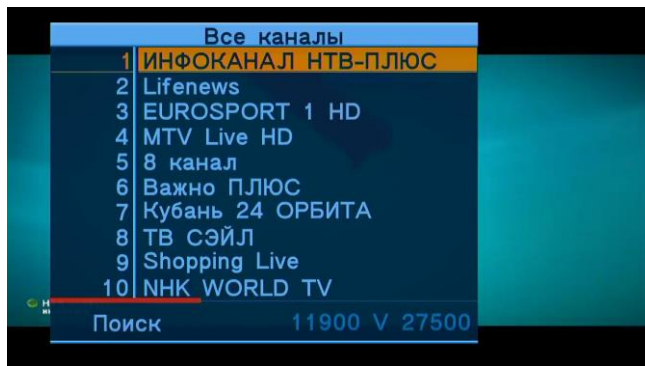 Все каналы
1 ИНФОКАНАЛ НТВ-ПЛЮС
2 Lifenews
3 EUROSPORT 1 HD
4 MTV Live HD
5 8 канал
6 Важно ПЛЮС
7 Кубань 24 ОРБИТА
8 ТВ СЭЙЛ
9 Shopping Live
10 NHK WORLD TV
Поиск 11900 V 27500